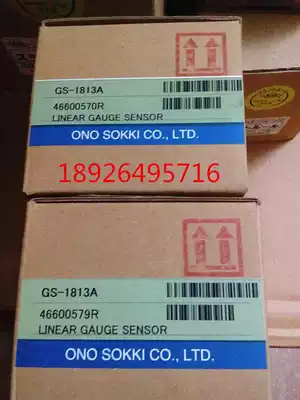 GS-1813A
46600570R
LINEAR GAUGE SENSOR
ONO SOKKI CO., LTD.
18926495716
GS-1813A
46600579R
LINEAR GAUGE SENSOR
ONO SOKKI CO., LTD.